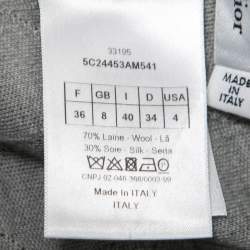 33195
5C24453AM541
F GB I D USA
36 8 40 34 4
70% Laine - Wool - Lã
30% Soie - Silk - Seda
Made in ITALY
ITALY
ior
MADE IN
ITALY